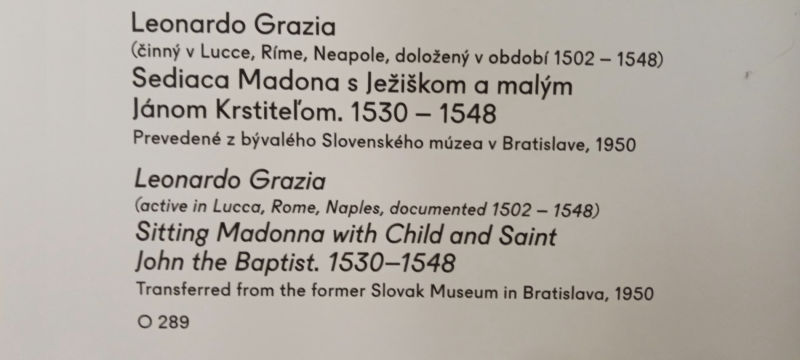 Leonardo Grazia
(činný v Lucce, Ríme, Neapole, doložený v období 1502 – 1548)
Sediaca Madona s Ježiškom a malým
Jánom Krstiteľom. 1530 – 1548
Prevedené z bývalého Slovenského múzea v Bratislave, 1950
Leonardo Grazia
(active in Lucca, Rome, Naples, documented 1502 – 1548)
Sitting Madonna with Child and Saint
John the Baptist. 1530–1548
Transferred from the former Slovak Museum in Bratislava, 1950
O 289